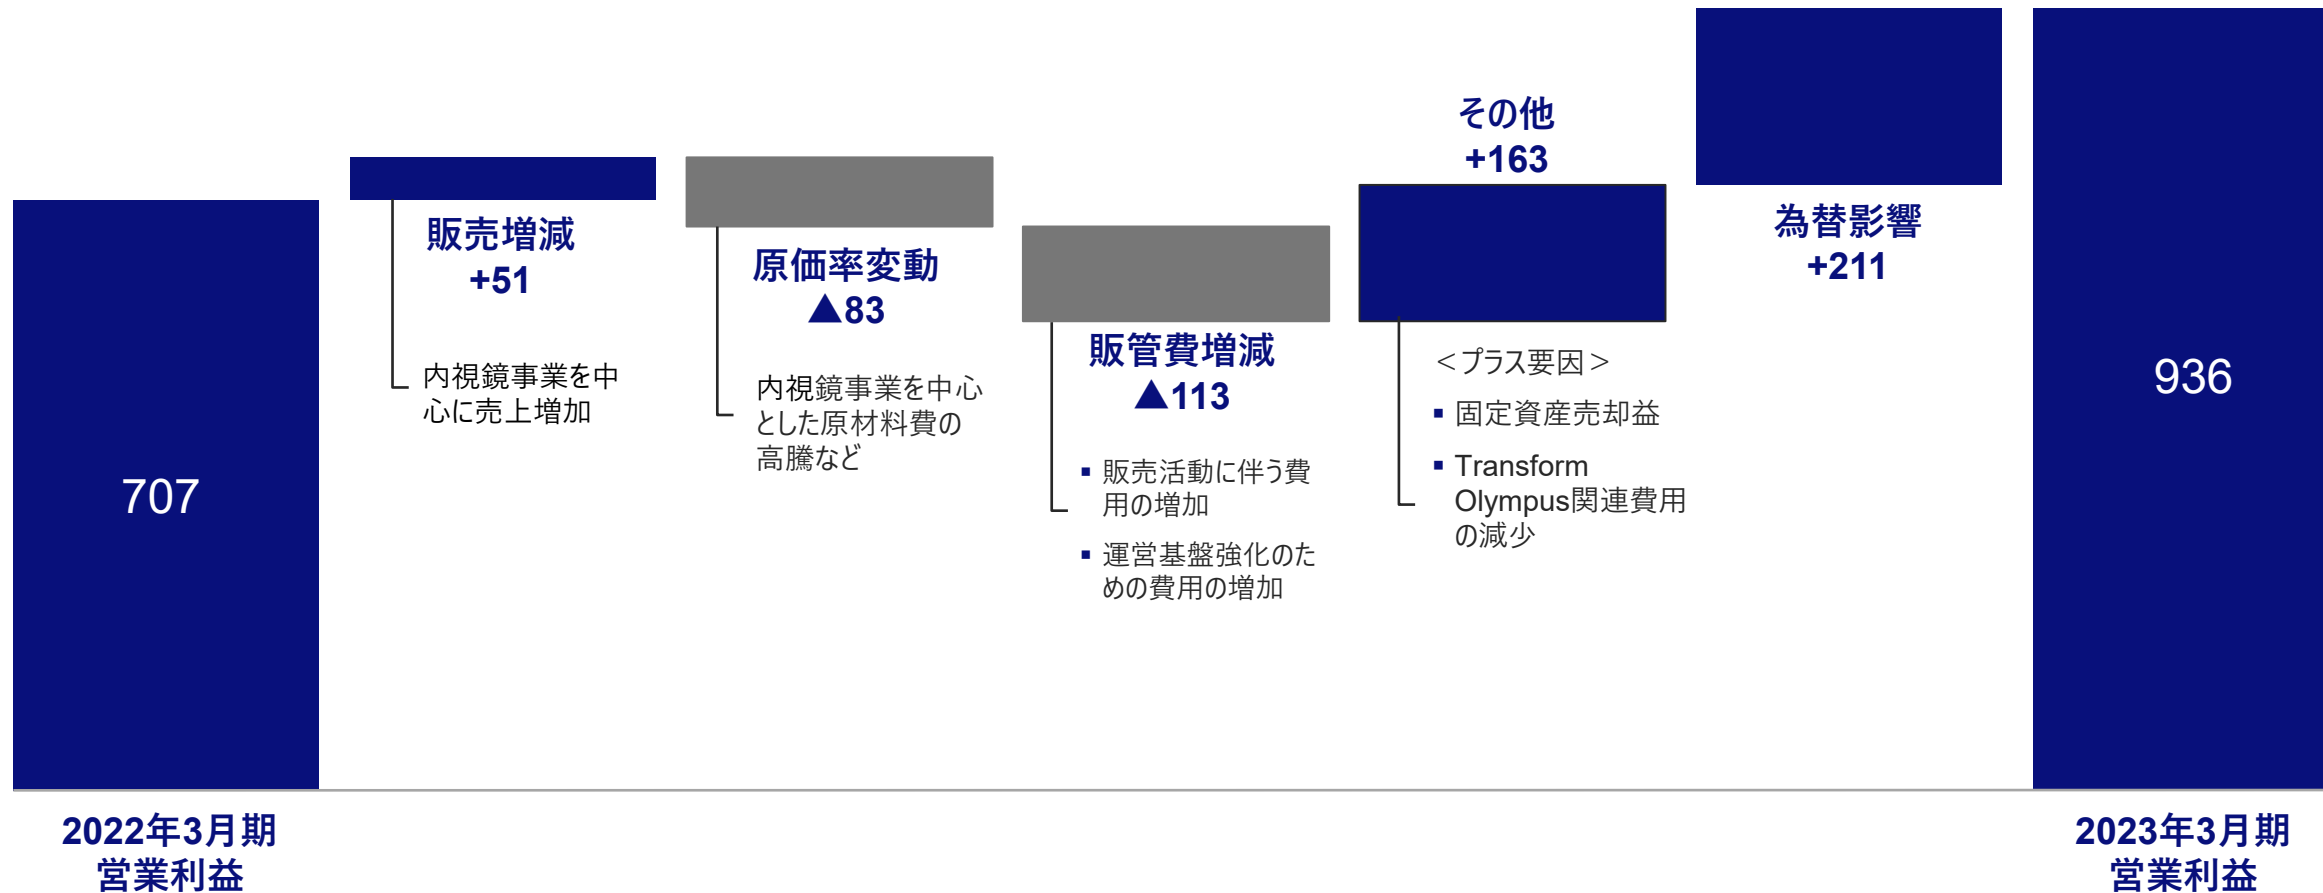 707
2022年3月期
営業利益
販売増減
+51
内視鏡事業を中
心に売上増加
原価率変動
▲83
内視鏡事業を中心
とした原材料費の
高騰など
販管費増減
▲113
▪ 販売活動に伴う費
用の増加
▪ 運営基盤強化のた
めの費用の増加
その他
+163
＜プラス要因＞
▪ 固定資産売却益
▪ Transform
Olympus関連費用
の減少
為替影響
+211
936
2023年3月期
営業利益